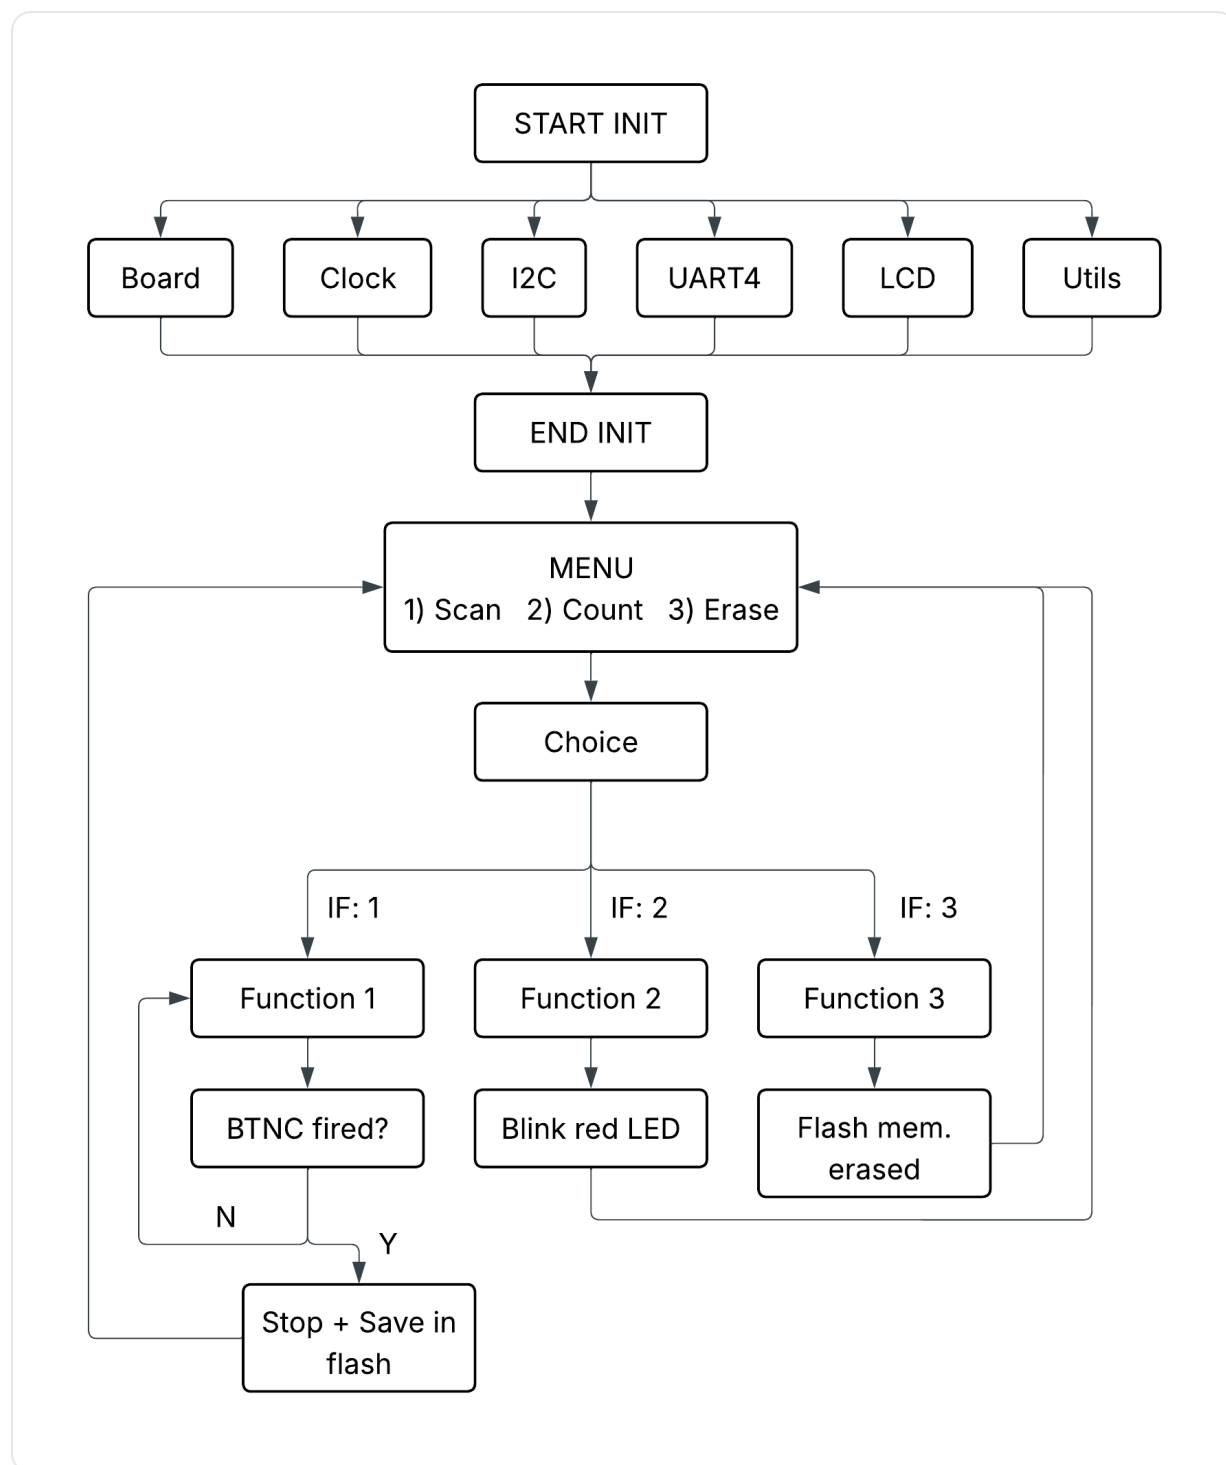 START INIT
Board
Clock
I2C
UART4
LCD
Utils
END INIT
MENU
1) Scan 2) Count 3) Erase
Choice
IF: 1
IF: 2
IF: 3
Function 1
Function 2
Function 3
BTNC fired?
Blink red LED
Flash mem.
erased
N
Y
Stop + Save in
flash